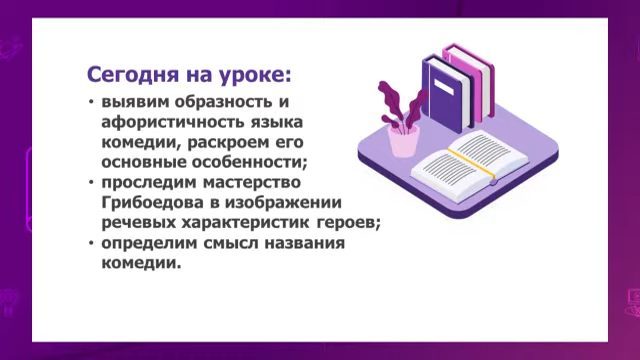 Сегодня на уроке:
• выявим образность и
афористичность языка
комедии, раскроем его
основные особенности;
• проследим мастерство
Грибоедова в изображении
речевых характеристик героев;
• определим смысл названия
комедии.